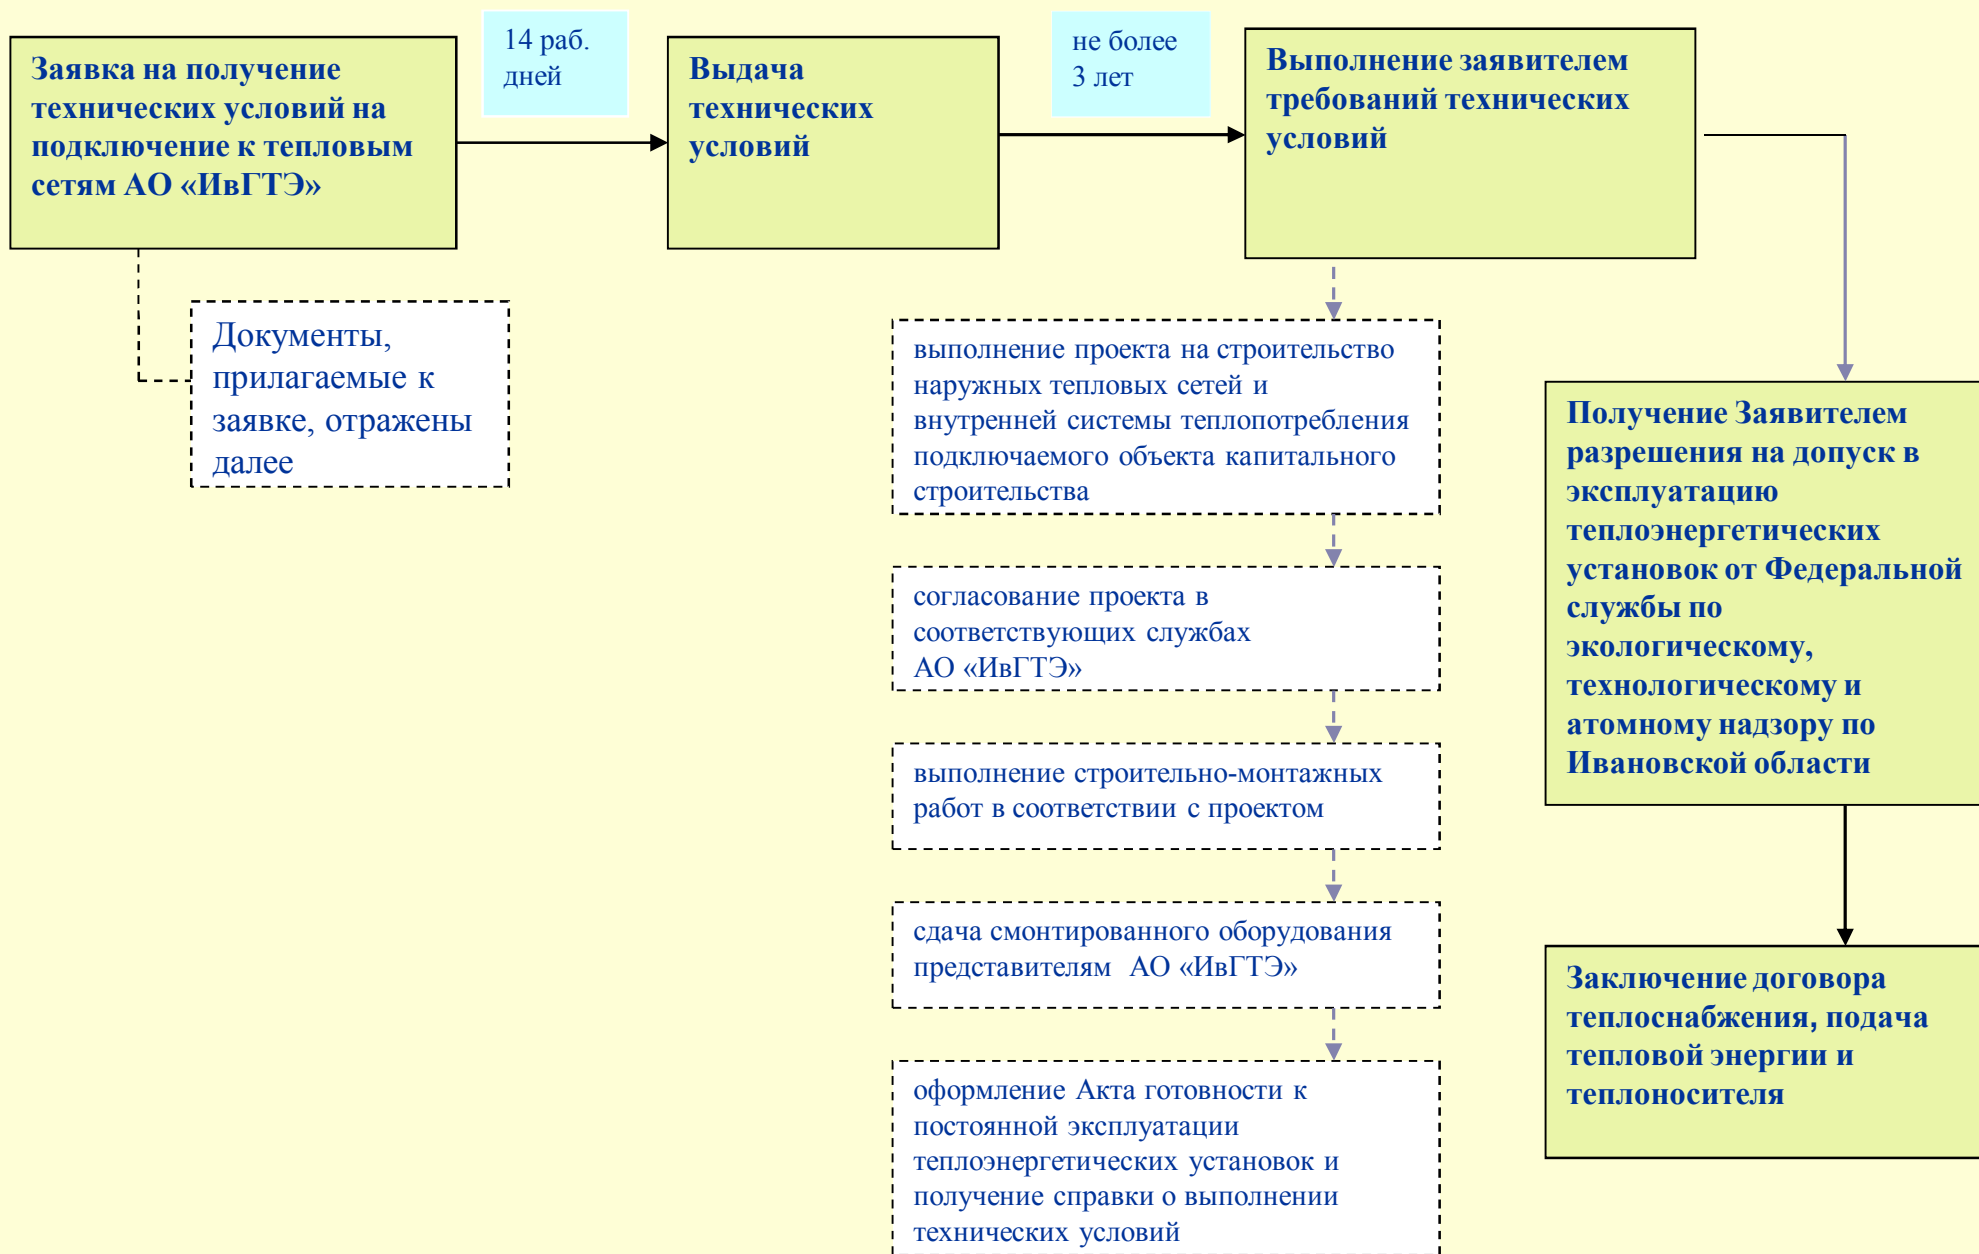 Заявка на получение
технических условий на
подключение к тепловым
сетям АО «ИвГТЭ»
14 раб.
дней
Выдача
технических
условий
не более
3 лет
Выполнение заявителем
требований технических
условий
Документы,
прилагаемые к
заявке, отражены
далее
выполнение проекта на строительство
наружных тепловых сетей и
внутренней системы теплопотребления
подключаемого объекта капитального
строительства
согласование проекта в
соответствующих службах
АО «ИвГТЭ»
выполнение строительно-монтажных
работ в соответствии с проектом
сдача смонтированного оборудования
представителям АО «ИвГТЭ»
оформление Акта готовности к
постоянной эксплуатации
теплоэнергетических установок и
получение справки о выполнении
технических условий
Получение Заявителем
разрешения на допуск в
эксплуатацию
теплоэнергетических
установок от Федеральной
службы по
экологическому,
технологическому и
атомному надзору по
Ивановской области
Заключение договора
теплоснабжения, подача
тепловой энергии и
теплоносителя